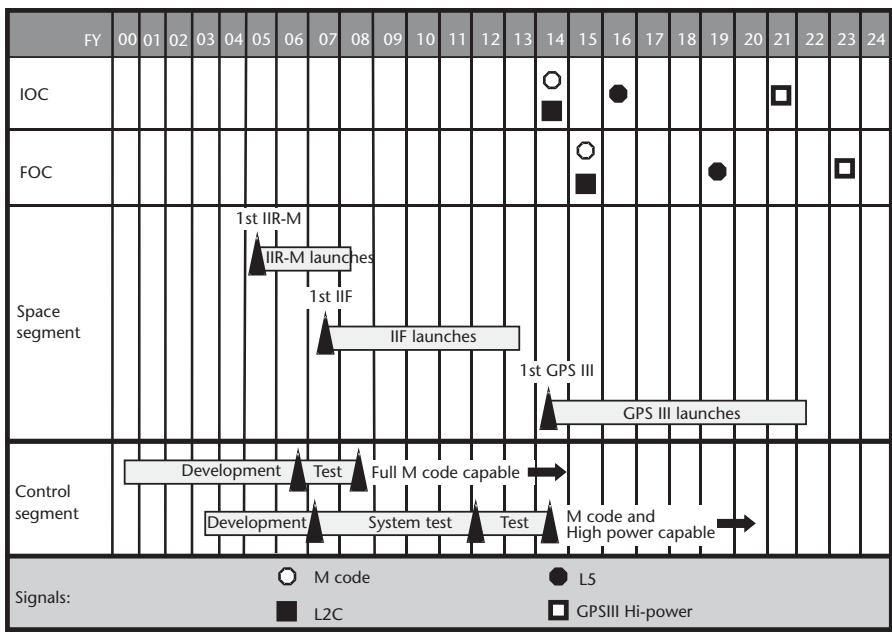 FY 00 01 02 03 04 05 06 07 08 09 10 11 12 13 14 15 16 17 18 19 20 21 22 23 24
IOC
FOC
1st IIR-M
IIR-M launches
1st IIF
Space
segment
IIF launches
1st GPS III
GPS III launches
Control
segment
Development Test Full M code capable
Development System test Test M code and
High power capable
Signals:
M code L5
L2C GPSIII Hi-power